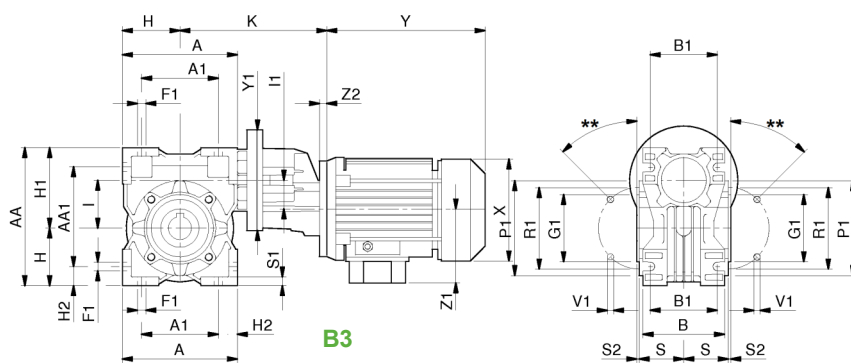 H K Y
A B1
A1
F1 Y1 I1 Z2
** **
AA H1 AA1 I H
X P1 R1 G1 G1 R1 P1
H2 F1 F1 S1 Z1
V1 B1 V1
A1 H2 B3
B
A S2 S S S2